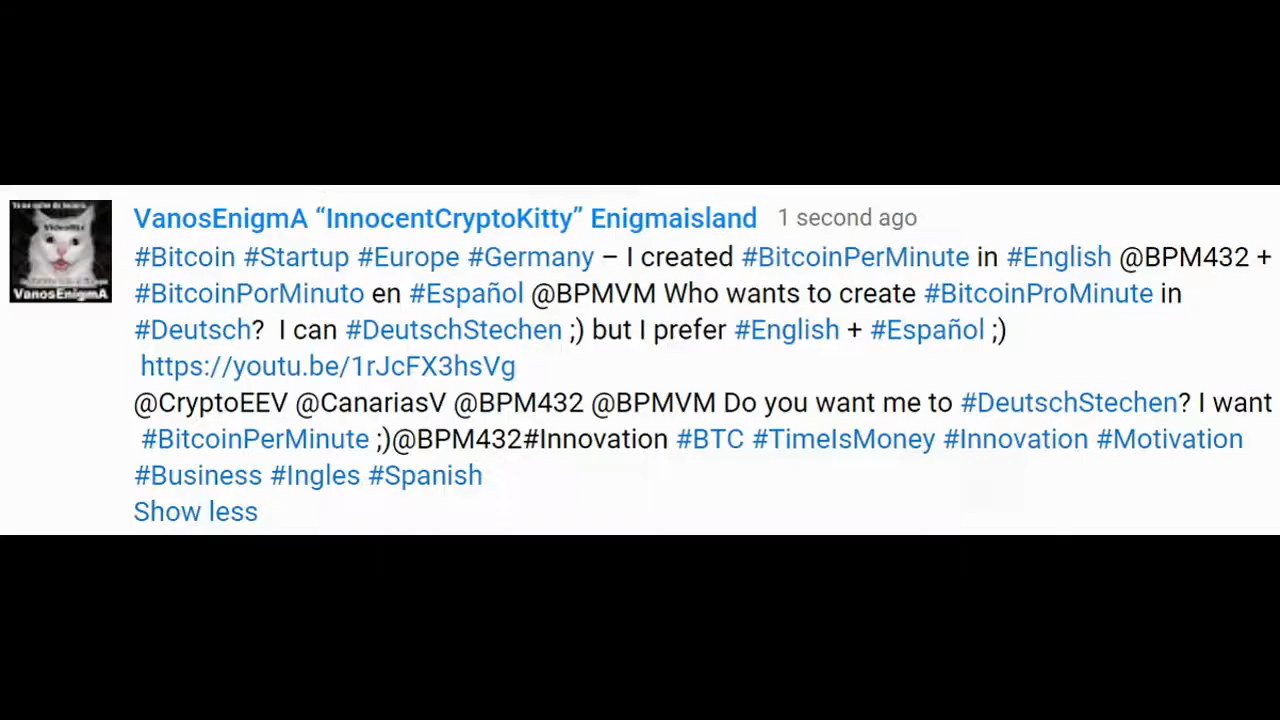 VanosEnigmA “InnocentCryptoKitty” Enigmaisland 1 second ago
#Bitcoin #Startup #Europe #Germany – I created #BitcoinPerMinute in #English @BPM432 +
#BitcoinPorMinuto en #Español @BPMVM Who wants to create #BitcoinProMinute in
#Deutsch?  I can #DeutschStechen ;) but I prefer #English + #Español ;)
https://youtu.be/1rJcFX3hsVg
@CryptoEEV @CanariasV @BPM432 @BPMVM Do you want me to #DeutschStechen? I want
#BitcoinPerMinute ;)@BPM432#Innovation #BTC #TimeIsMoney #Innovation #Motivation
#Business #Ingles #Spanish
Show less
VanosEnigmA